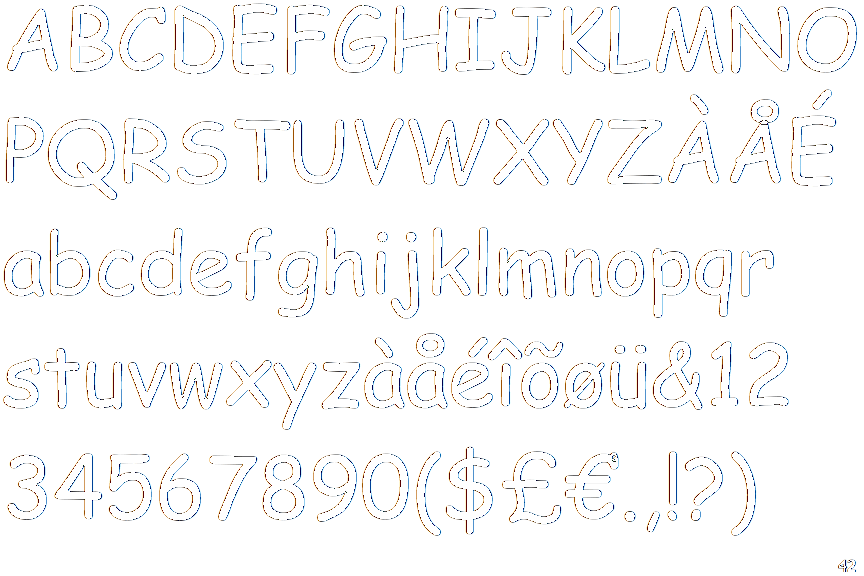 ABCDEFGHIJKLMNO
PQRSTUVWXYZÀÅÉ
abcdefghijklmnopqr
stuvwxyzàåéîõøü&12
34567890($£€.,!?)
42